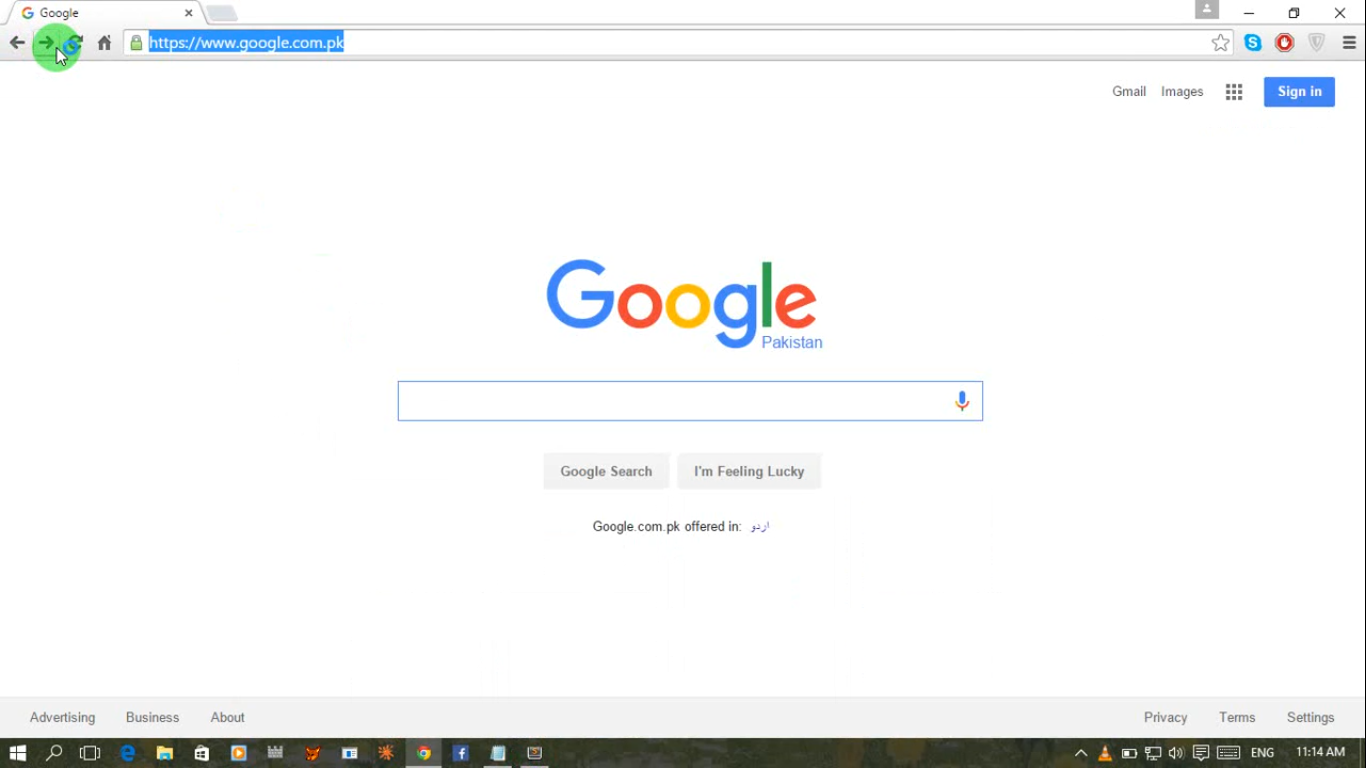 Google
https://www.google.com.pk
Gmail Images Sign in
Google
Pakistan
Google Search I'm Feeling Lucky
Google.com.pk offered in: اردو
Advertising Business About Privacy Terms Settings
ENG 11:14 AM